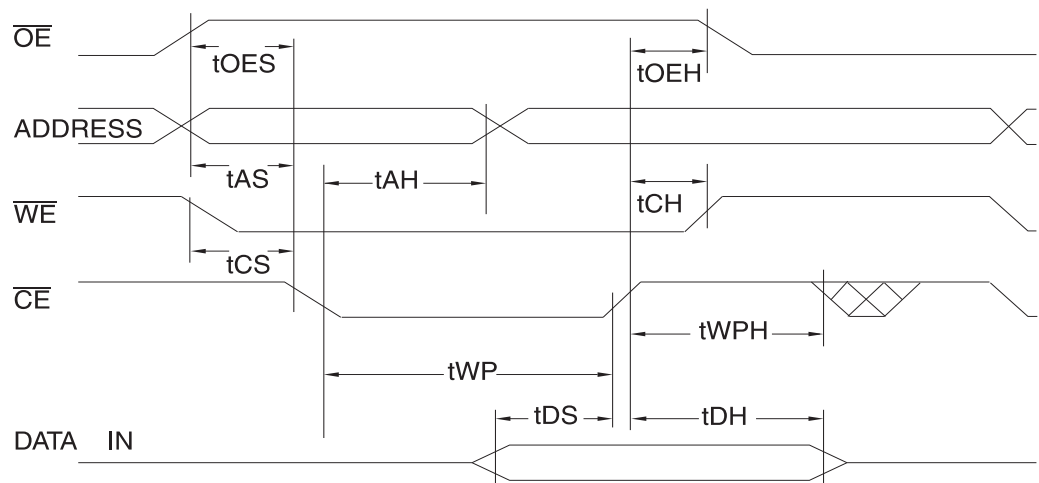 OE
tOES
tOEH
ADDRESS
tAS
tAH
tCH
WE
tCS
CE
tWPH
tWP
tDS
tDH
DATA IN